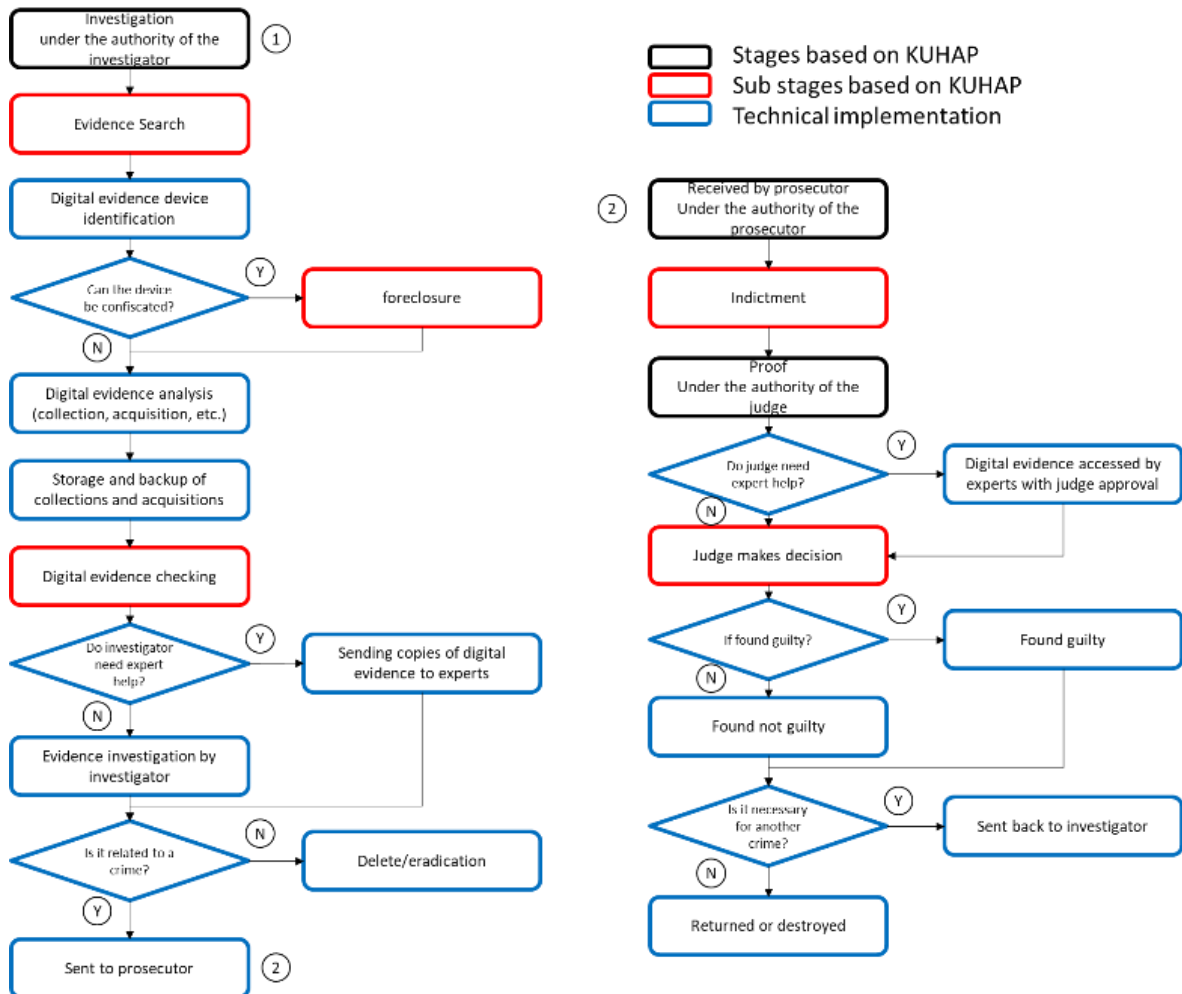 Investigation
under the authority of the
investigator
1
Evidence Search
Digital evidence device
identification
Can the device
be confiscated?
Y
foreclosure
N
Digital evidence analysis
(collection, acquisition, etc.)
Storage and backup of
collections and acquisitions
Digital evidence checking
Do investigator
need expert
help?
Y
Sending copies of digital
evidence to experts
N
Evidence investigation by
investigator
Is it related to a
crime?
N
Delete/eradication
Y
Sent to prosecutor
2
Stages based on KUHAP
Sub stages based on KUHAP
Technical implementation
2
Received by prosecutor
Under the authority of the
prosecutor
Indictment
Proof
Under the authority of the
judge
Do judge need
expert help?
Y
Digital evidence accessed by
experts with judge approval
N
Judge makes decision
If found guilty?
Y
Found guilty
N
Found not guilty
Is it necessary
for another
crime?
Y
Sent back to investigator
N
Returned or destroyed